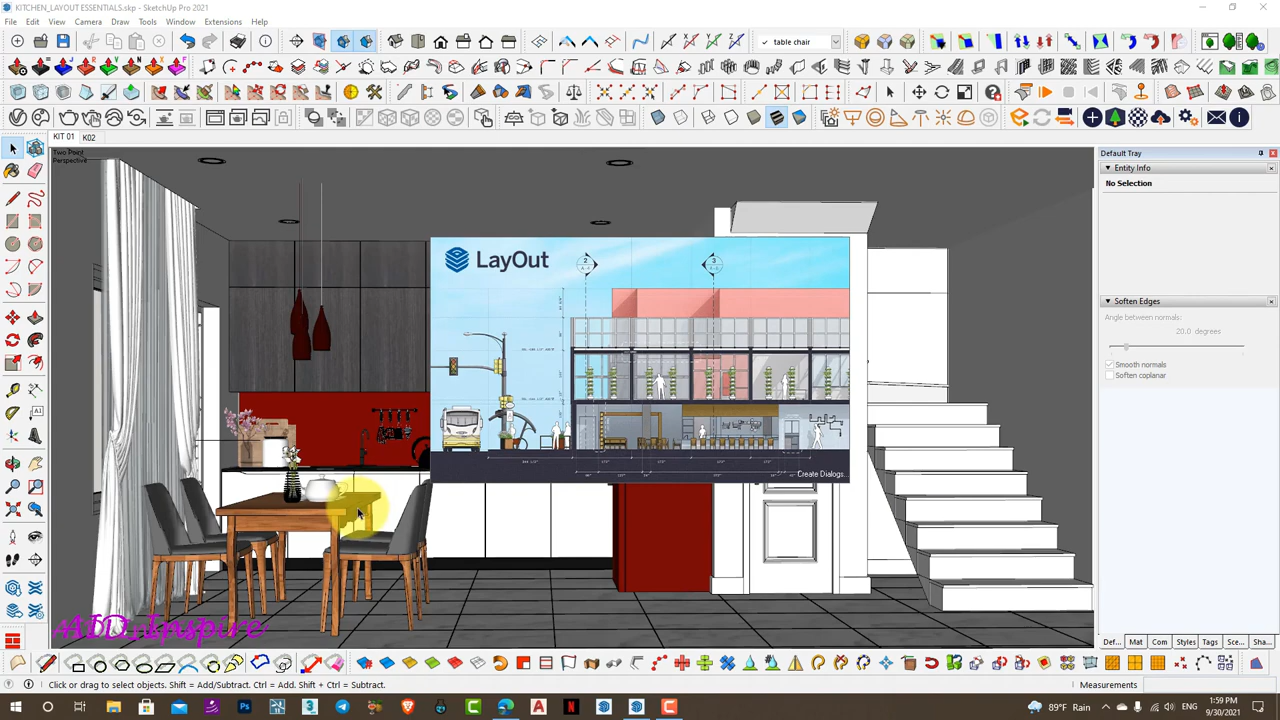 KITCHEN_LAYOUT ESSENTIALS.skp - SketchUp Pro 2021
File Edit View Camera Draw Tools Window Extensions Help
table chair
KIT 01 K02
Two Point
Perspective
Default Tray
Entity Info
No Selection
LayOut
2
3
Create Dialogs...
Soften Edges
Angle between normals:
20.0 degrees
Smooth normals
Soften coplanar
ADD_Inspire
Def... Mat Com Styles Tags Sce... Sha...
Click or drag to select objects. Shift = Add/Subtract. Ctrl = Add. Shift + Ctrl = Subtract.
Measurements
89°F Rain
ENG
1:59 PM
9/30/2021